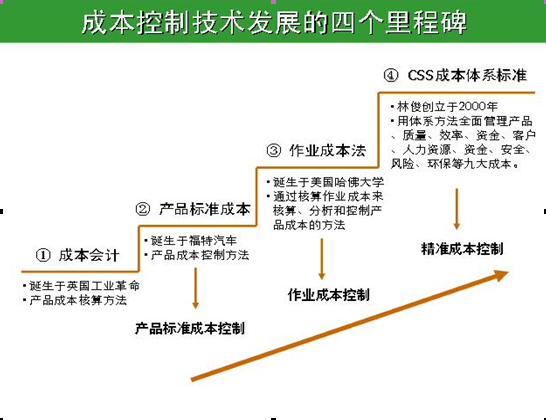 成本控制技术发展的四个里程碑
④ CSS成本体系标准
• 林俊创立于2000年
• 用体系方法全面管理产品
、质量、效率、资金、客户
、人力资源、资金、安全、
风险、环保等九大成本。
精准成本控制
③ 作业成本法
• 诞生于美国哈佛大学
• 通过核算作业成本来
核算、分析和控制产
品成本的方法
作业成本控制
② 产品标准成本
• 诞生于福特汽车
• 产品成本控制方法
产品标准成本控制
① 成本会计
• 诞生于英国工业革命
• 产品成本核算方法